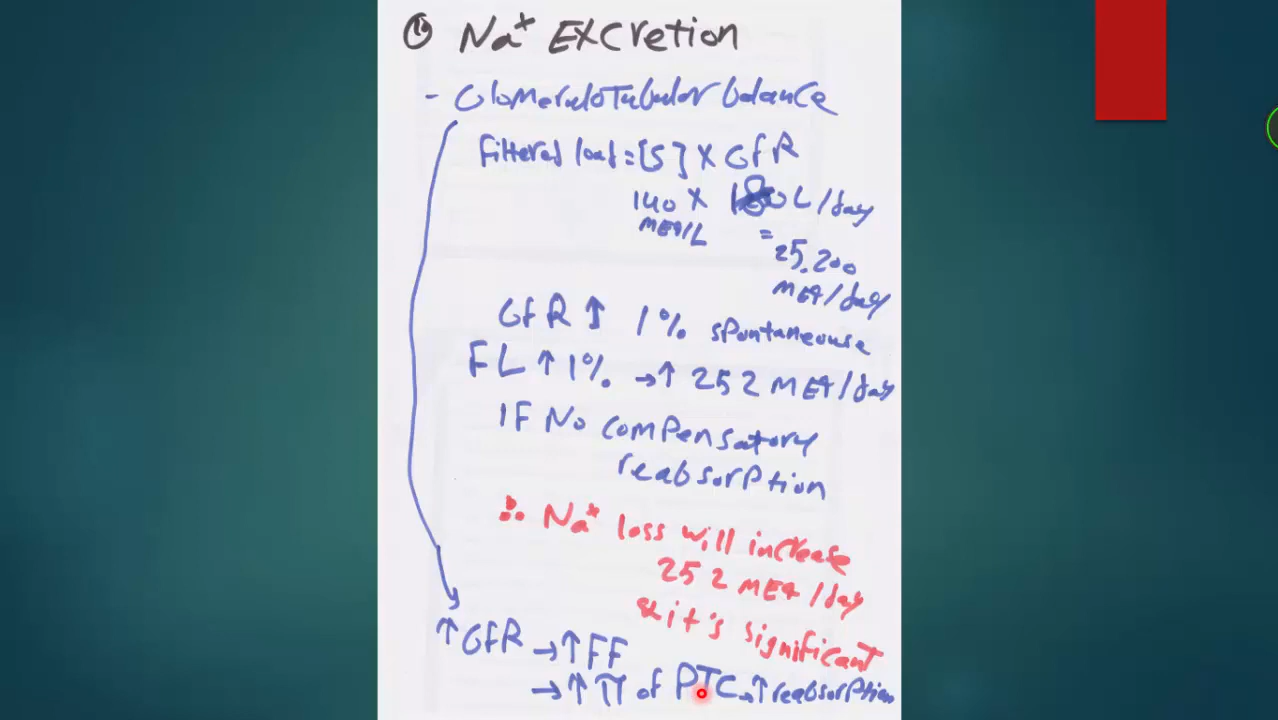 ① Na⁺ EXCretion
- GlomeruloTubular balance
Filtered load = [S] X GFR
140 X 180 L/day
MEq/L
= 25,200
MEq/day
GFR ↑ 1% spontaneouse
FL ↑ 1% → ↑ 252 MEq/day
IF No compensatory
reabsorption
∴ Na⁺ loss will increase
252 MEq/day
& it's significant
↑ GFR → ↑ FF
→ ↑ π of PTC → ↑ reabsorption